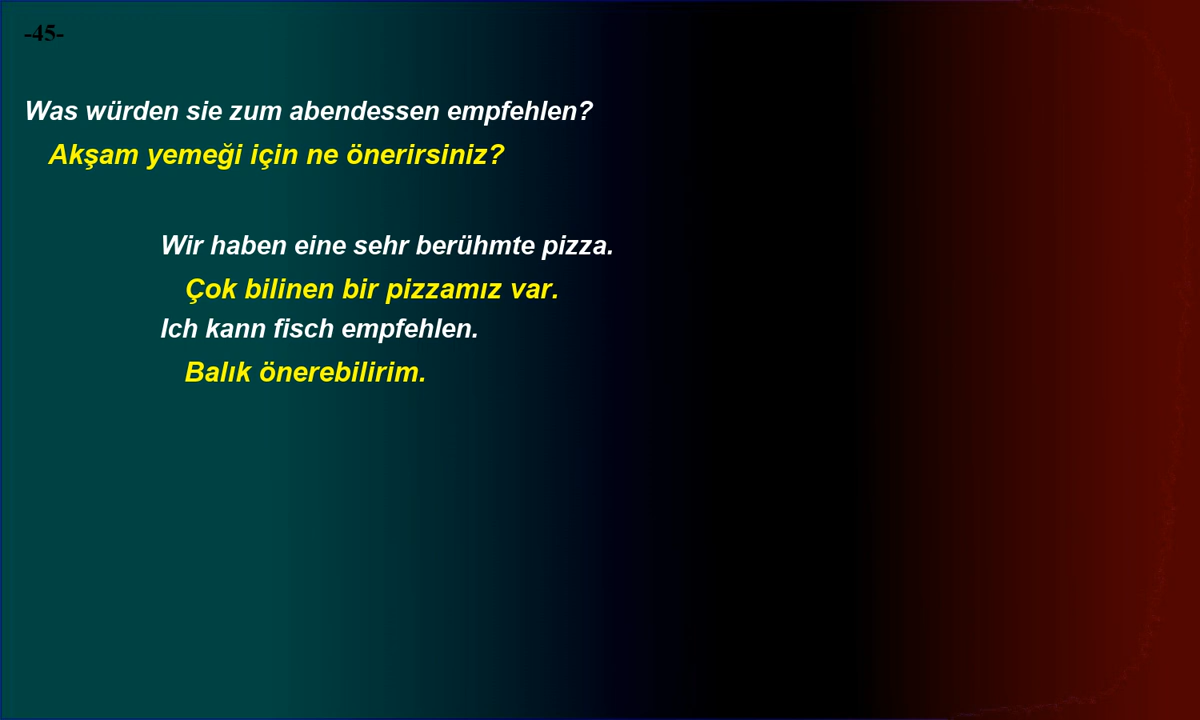 -45-
Was würden sie zum abendessen empfehlen?
Akşam yemeği için ne önerirsiniz?
Wir haben eine sehr berühmte pizza.
Çok bilinen bir pizzamız var.
Ich kann fisch empfehlen.
Balık önerebilirim.